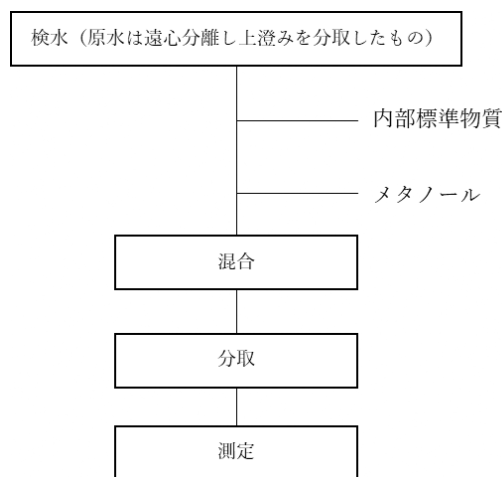 検水（原水は遠心分離し上澄みを分取したもの）
内部標準物質
メタノール
混合
分取
測定